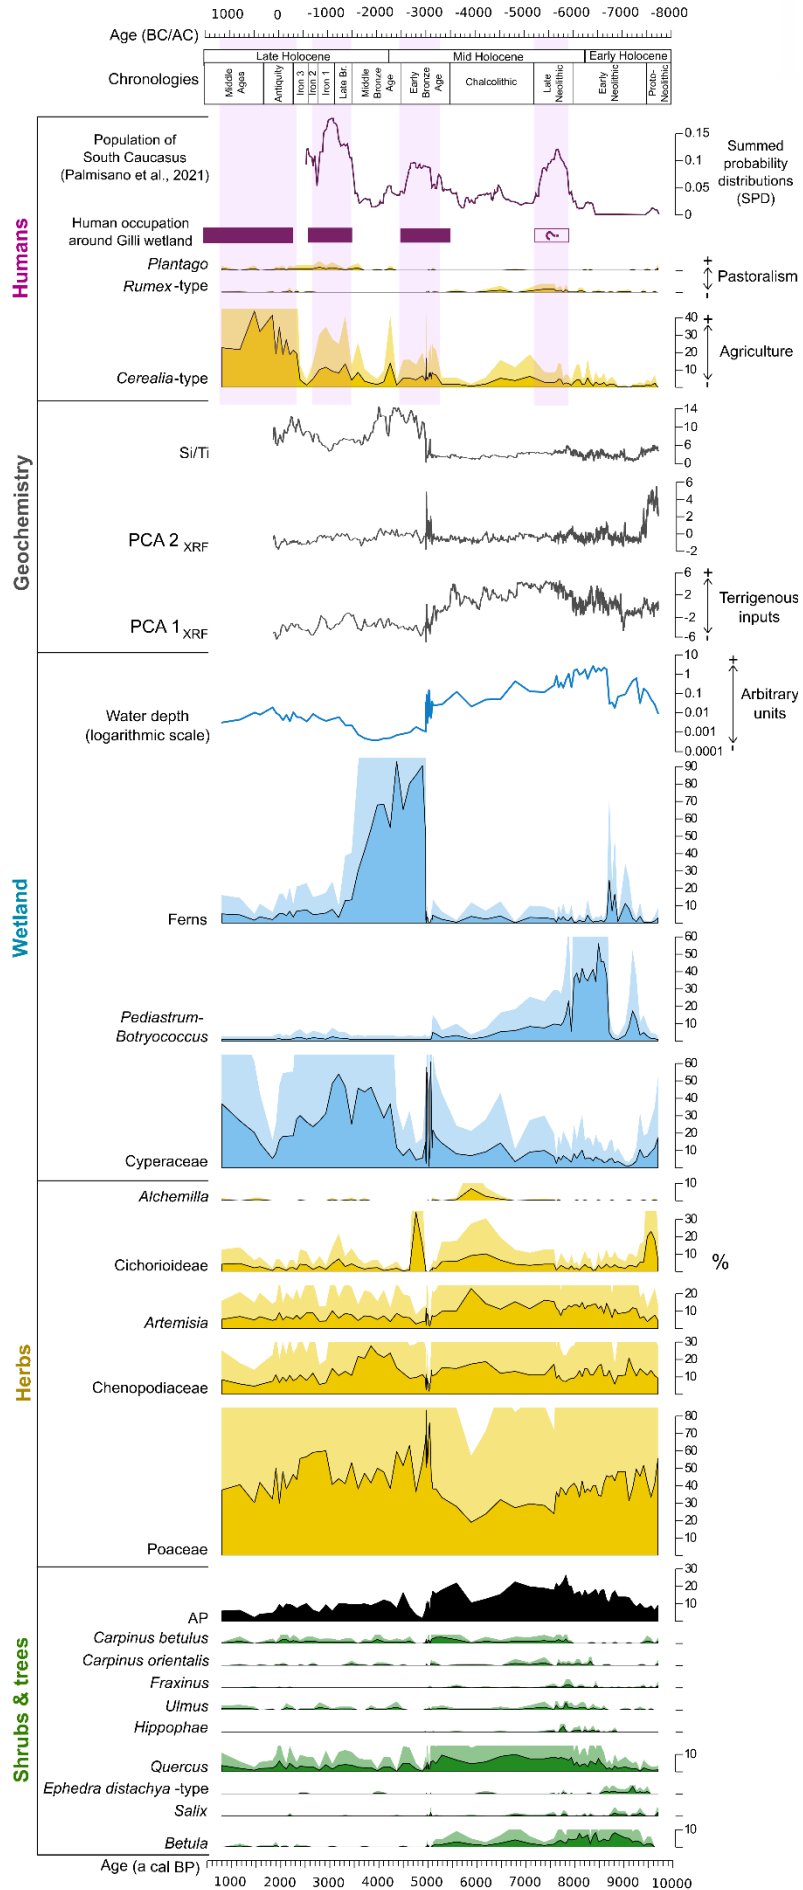 1000 0 -1000 -2000 -3000 -4000 -5000 -6000 -7000 -8000
Age (BC/AC)
Late Holocene Mid Holocene Early Holocene
Chronologies
Middle Ages
Antiquity
Iron 3
Iron 2
Iron 1
Late Br.
Middle Bronze Age
Early Bronze Age
Chalcolithic
Late Neolithic
Early Neolithic
Proto-Neolithic
Humans
Population of
South Caucasus
(Palmisano et al., 2021)
0.15
0.1
0.05
0
Summed
probability
distributions
(SPD)
Human occupation
around Gilli wetland
?
Plantago
Rumex-type
+
Pastoralism
-
Cerealia-type
40
30
20
10
+
Agriculture
-
Geochemistry
Si/Ti
14
10
6
0
PCA 2 XRF
6
4
2
0
-2
PCA 1 XRF
6
2
-2
-6
+
Terrigenous
inputs
-
Wetland
Water depth
(logarithmic scale)
10
1
0.1
0.01
0.001
0.0001
+
Arbitrary
units
-
Ferns
90
80
70
60
50
40
30
20
10
Pediastrum-
Botryococcus
60
50
40
30
20
10
Cyperaceae
60
50
40
30
20
10
Herbs
Alchemilla
10
Cichorioideae
30
20
10
%
Artemisia
20
10
Chenopodiaceae
30
20
10
Poaceae
80
70
60
50
40
30
20
10
Shrubs & trees
AP
30
20
10
Carpinus betulus
Carpinus orientalis
Fraxinus
Ulmus
Hippophae
Quercus
10
Ephedra distachya -type
Salix
Betula
10
Age (a cal BP)
1000 2000 3000 4000 5000 6000 7000 8000 9000 10000